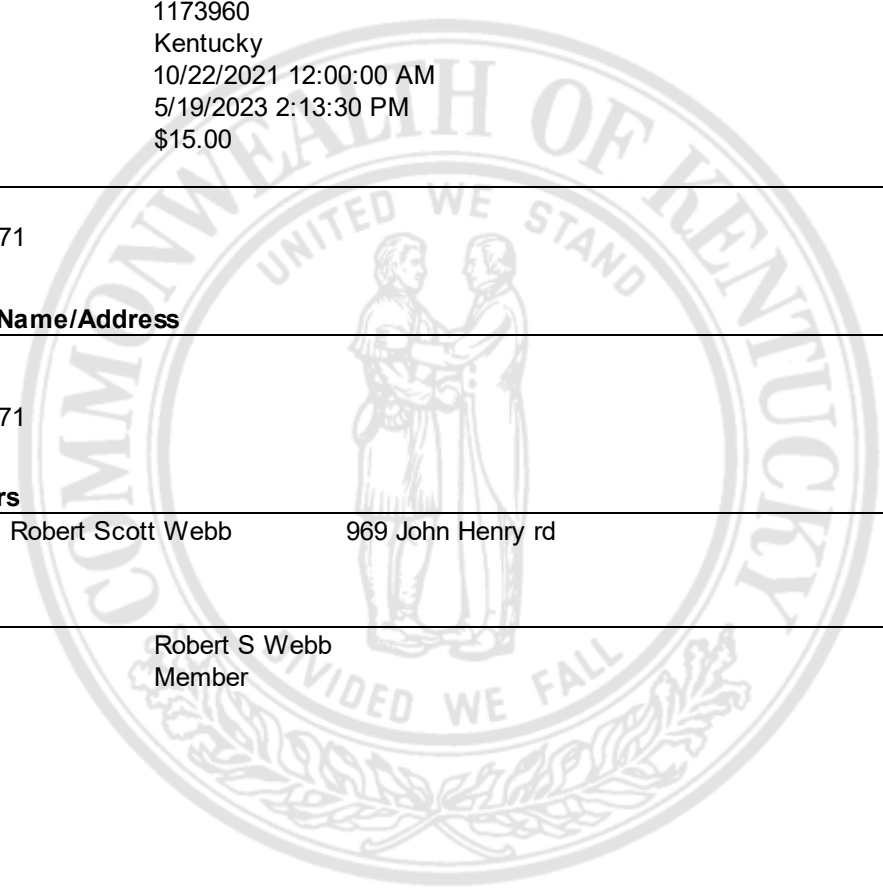 1173960
Kentucky
10/22/2021 12:00:00 AM
5/19/2023 2:13:30 PM
$15.00
COMMONWEALTH OF KENTUCKY
UNITED WE STAND
71
Name/Address
71
rs
Robert Scott Webb 969 John Henry rd
Robert S Webb
Member
DIVIDED WE FALL